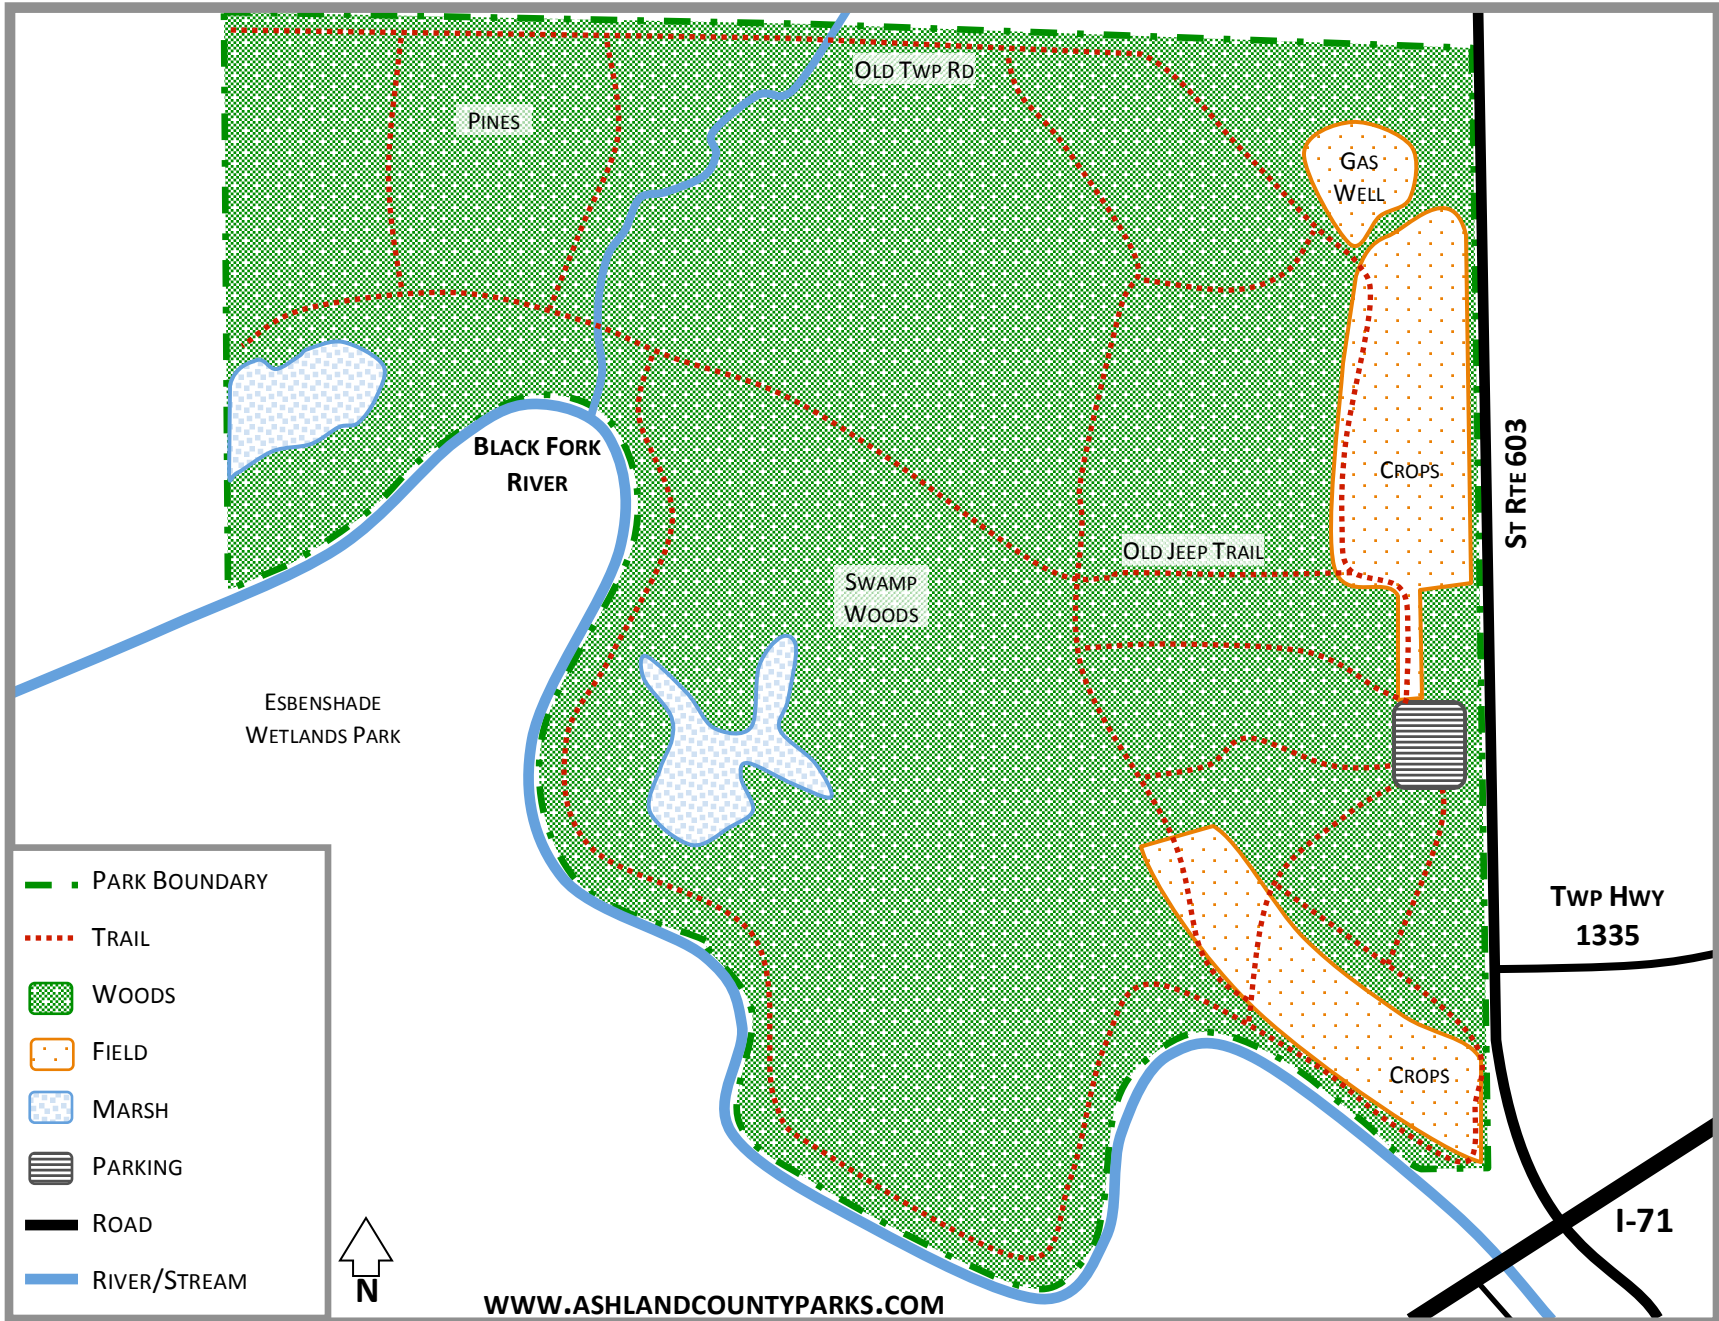 OLD TWP RD
PINES
GAS
WELL
BLACK FORK
RIVER
CROPS
ST RTE 603
OLD JEEP TRAIL
SWAMP
WOODS
ESBENSHADE
WETLANDS PARK
TWP HWY
1335
CROPS
I-71
PARK BOUNDARY
TRAIL
WOODS
FIELD
MARSH
PARKING
ROAD
RIVER/STREAM
N
WWW.ASHLANDCOUNTYPARKS.COM